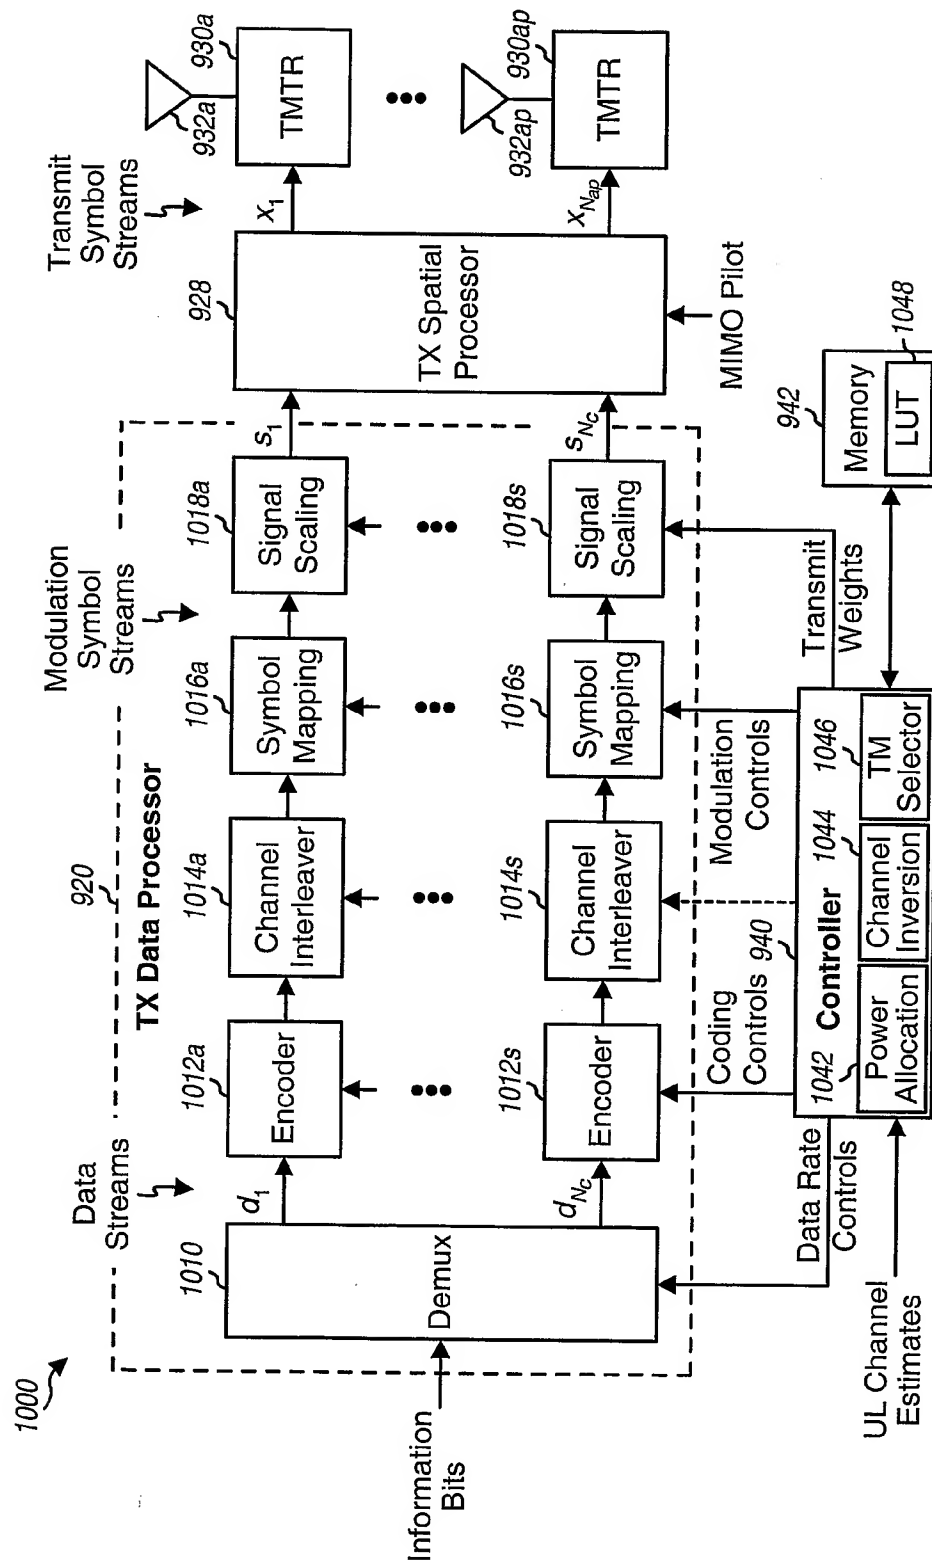 1000
920
TX Data Processor
Data
Streams
Modulation
Symbol
Streams
Transmit
Symbol
Streams
Information
Bits
1010
Demux
d1
1012a
Encoder
1014a
Channel
Interleaver
1016a
Symbol
Mapping
1018a
Signal
Scaling
s1
928
TX Spatial
Processor
x1
932a
930a
TMTR
dNc
1012s
Encoder
1014s
Channel
Interleaver
1016s
Symbol
Mapping
1018s
Signal
Scaling
sNc
xNap
932ap
930ap
TMTR
MIMO Pilot
Data Rate
Controls
Coding
Controls
Modulation
Controls
Transmit
Weights
UL Channel
Estimates
940
Controller
1042
Power
Allocation
1044
Channel
Inversion
1046
TM
Selector
942
Memory
1048
LUT